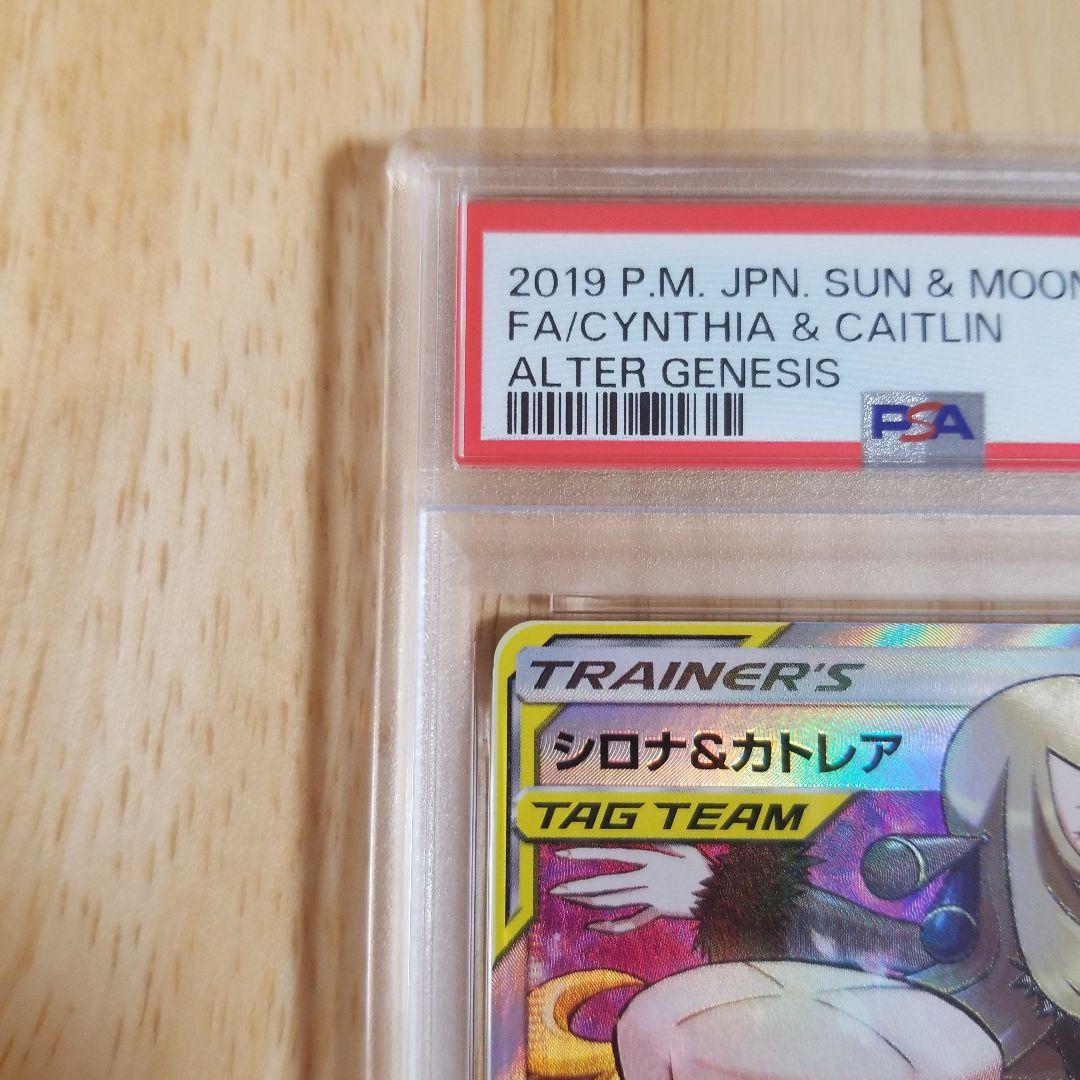 2019 P.M. JPN. SUN & MOON
FA/CYNTHIA & CAITLIN
ALTER GENESIS
PSA
TRAINER'S
シロナ&カトレア
TAG TEAM